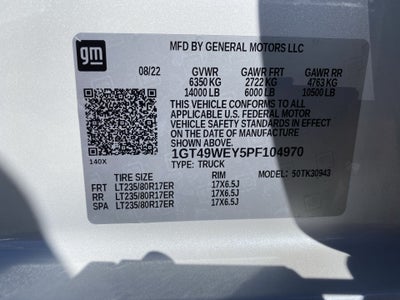 gm
MFD BY GENERAL MOTORS LLC
08/22 GVWR GAWR FRT GAWR RR
6350 KG 2722 KG 4763 KG
14000 LB 6000 LB 10500 LB
THIS VEHICLE CONFORMS TO ALL
APPLICABLE U.S. FEDERAL MOTOR
VEHICLE SAFETY STANDARDS IN
EFFECT ON THE DATE OF
MANUFACTURE SHOWN ABOVE.
1GT49WEY5PF104970
140X TYPE: TRUCK
MODEL: 50TK30943
TIRE SIZE RIM
FRT LT235/80R17ER 17X6.5J
RR LT235/80R17ER 17X6.5J
SPA LT235/80R17ER 17X6.5J